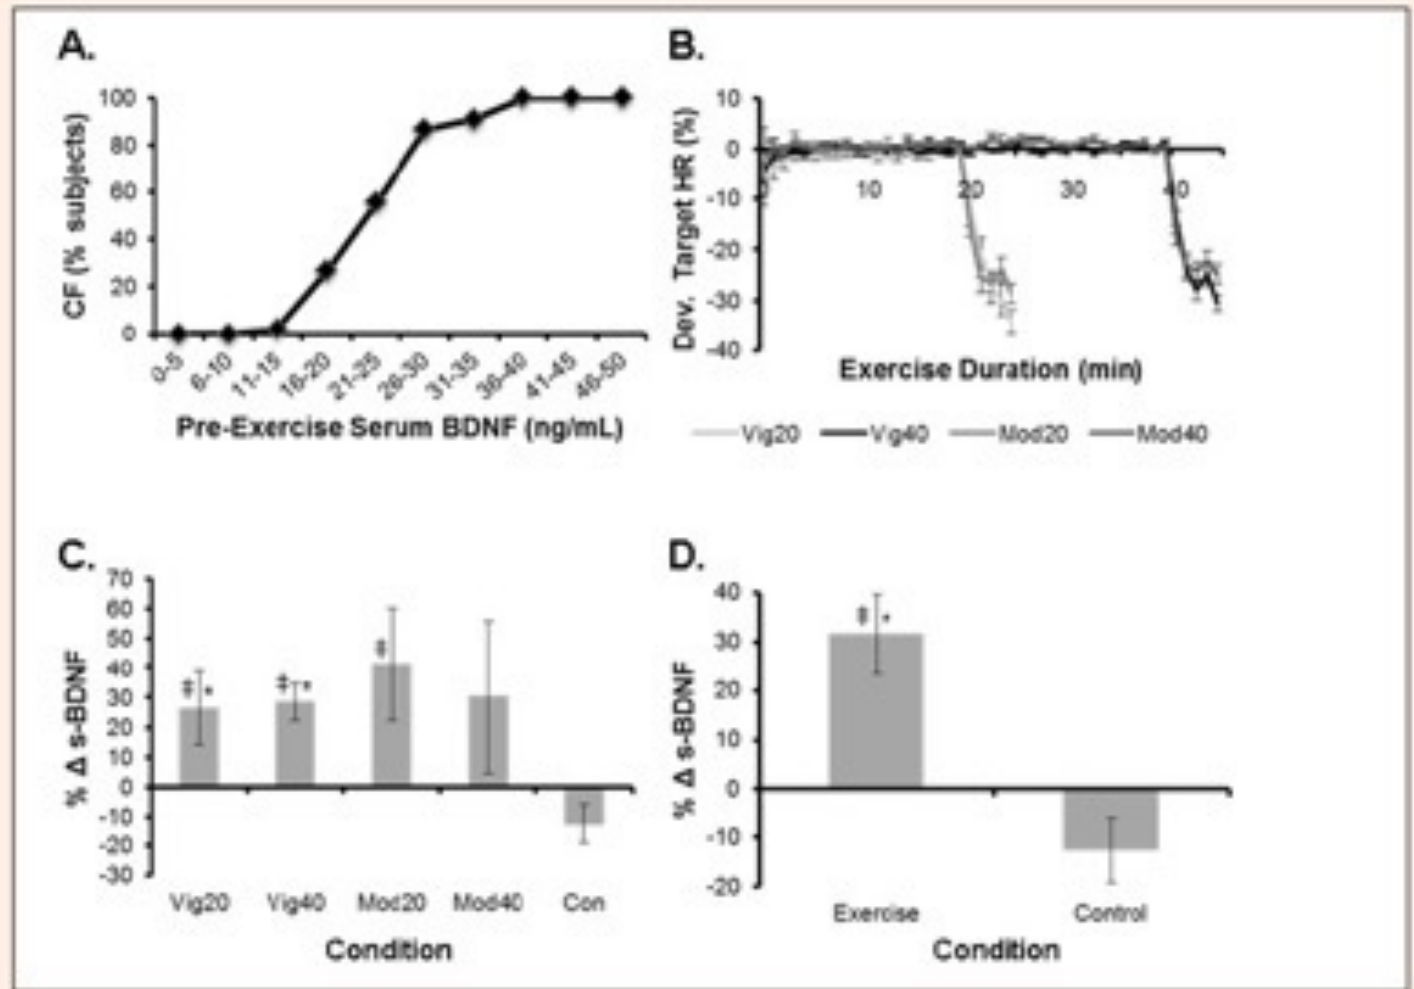 A.
CF (% subjects)
100
80
60
40
20
0
0-5
6-10
11-15
16-20
21-25
26-30
31-35
36-40
41-45
46-50
Pre-Exercise Serum BDNF (ng/mL)
B.
Dev. Target HR (%)
10
0
-10
-20
-30
-40
0
10
20
30
40
Exercise Duration (min)
Vig20
Vig40
Mod20
Mod40
C.
% Δ s-BDNF
70
60
50
40
30
20
10
0
-10
-20
-30
‡ *
‡ *
‡
Vig20
Vig40
Mod20
Mod40
Con
Condition
D.
% Δ s-BDNF
40
30
20
10
0
-10
-20
‡ *
Exercise
Control
Condition